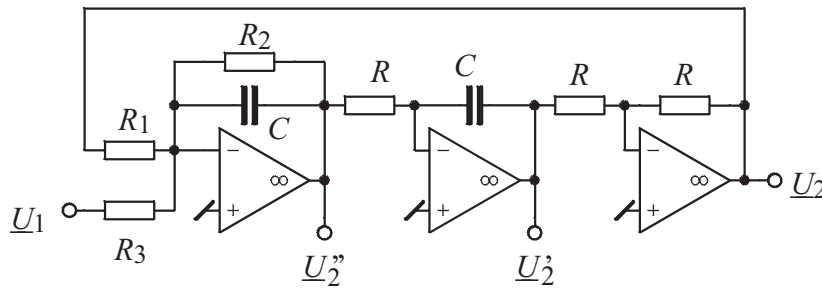 R2
R C R R
R1 C
− − −
∞ ∞ ∞ U2
U1 + + +
R3
U2” U2’